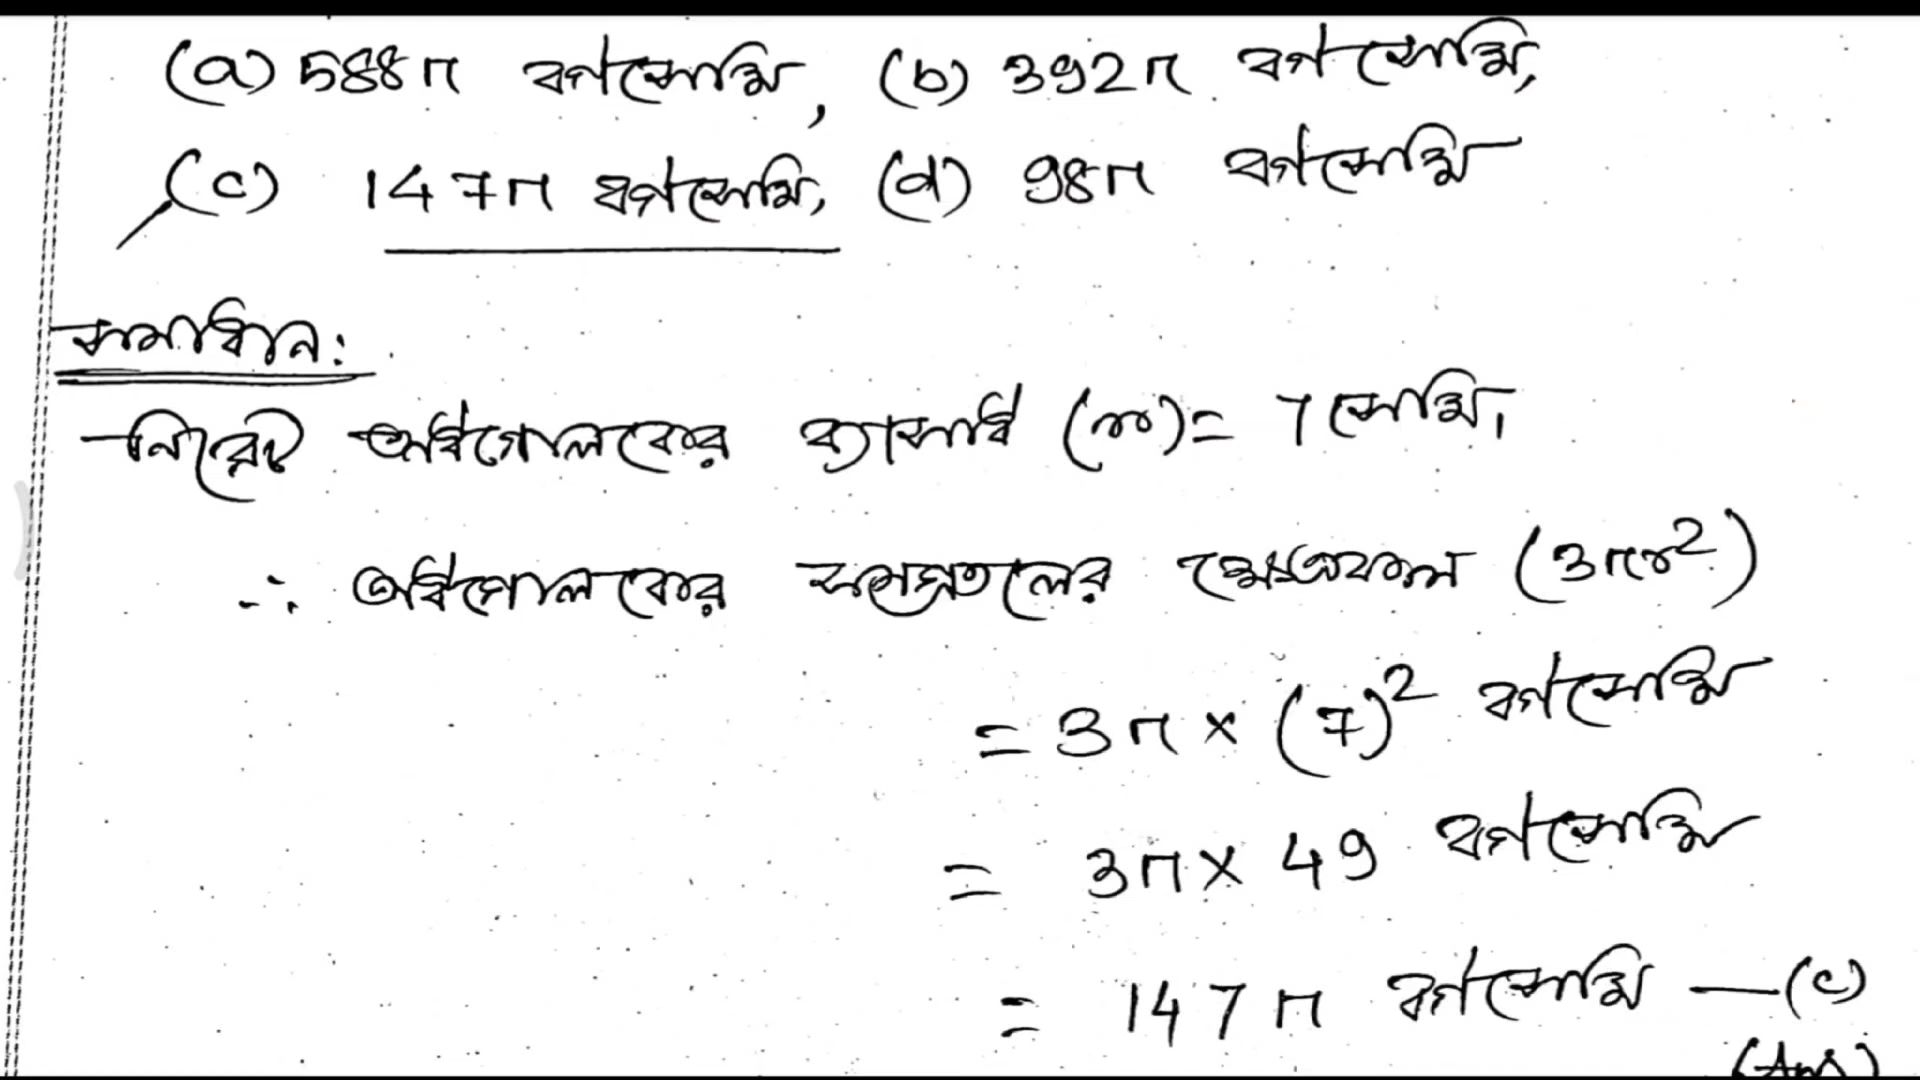 (a) 588π বর্গসেমি, (b) 392π বর্গসেমি,
(c) 147π বর্গসেমি, (d) 98π বর্গসেমি
সমাধান:
নিরেট অর্ধগোলকের ব্যাসার্ধ (r) = 7 সেমি।
∴ অর্ধগোলকের সমগ্রতলের ক্ষেত্রফল (3πr²)
= 3π × (7)² বর্গসেমি
= 3π × 49 বর্গসেমি
= 147π বর্গসেমি — (c)
(Ans)